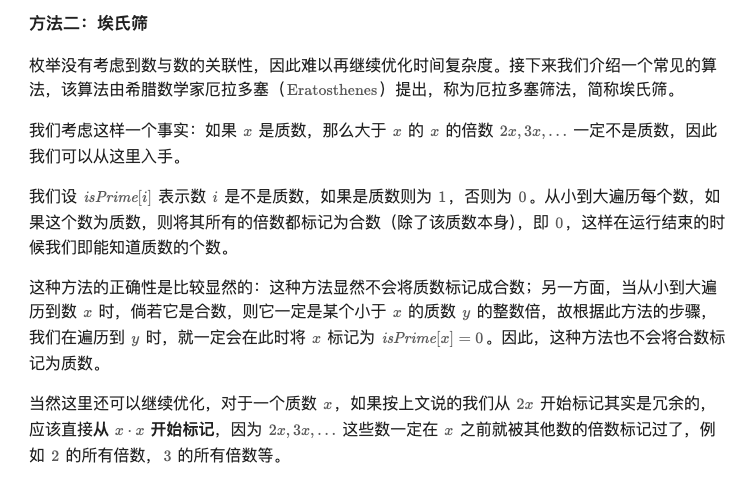 方法二：埃氏筛
枚举没有考虑到数与数的关联性，因此难以再继续优化时间复杂度。接下来我们介绍一个常见的算
法，该算法由希腊数学家厄拉多塞（Eratosthenes）提出，称为厄拉多塞筛法，简称埃氏筛。
我们考虑这样一个事实：如果 x 是质数，那么大于 x 的 x 的倍数 2x, 3x, … 一定不是质数，因此
我们可以从这里入手。
我们设 isPrime[i] 表示数 i 是不是质数，如果是质数则为 1，否则为 0。从小到大遍历每个数，如
果这个数为质数，则将其所有的倍数都标记为合数（除了该质数本身），即 0，这样在运行结束的时
候我们即能知道质数的个数。
这种方法的正确性是比较显然的：这种方法显然不会将质数标记成合数；另一方面，当从小到大遍
历到数 x 时，倘若它是合数，则它一定是某个小于 x 的质数 y 的整数倍，故根据此方法的步骤，
我们在遍历到 y 时，就一定会在此时将 x 标记为 isPrime[x] = 0。因此，这种方法也不会将合数标
记为质数。
当然这里还可以继续优化，对于一个质数 x，如果按上文说的我们从 2x 开始标记其实是冗余的，
应该直接从 x · x 开始标记，因为 2x, 3x, … 这些数一定在 x 之前就被其他数的倍数标记过了，例
如 2 的所有倍数，3 的所有倍数等。